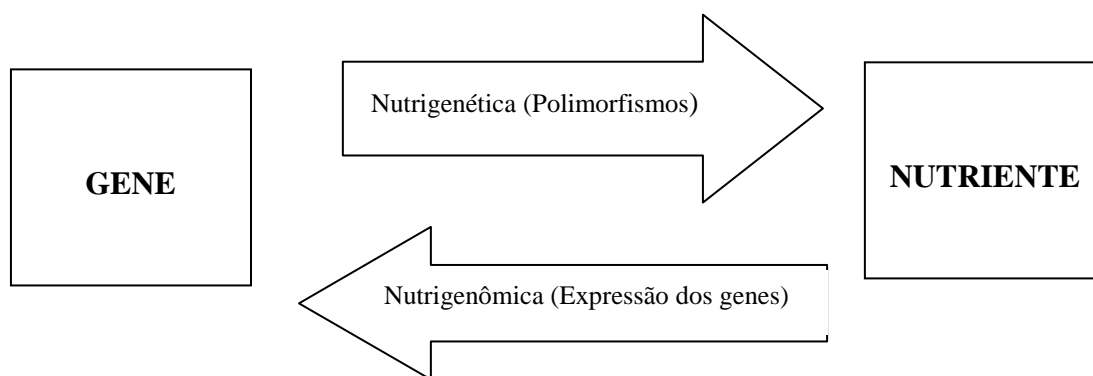 Nutrigenética (Polimorfismos)
GENE
NUTRIENTE
Nutrigenômica (Expressão dos genes)